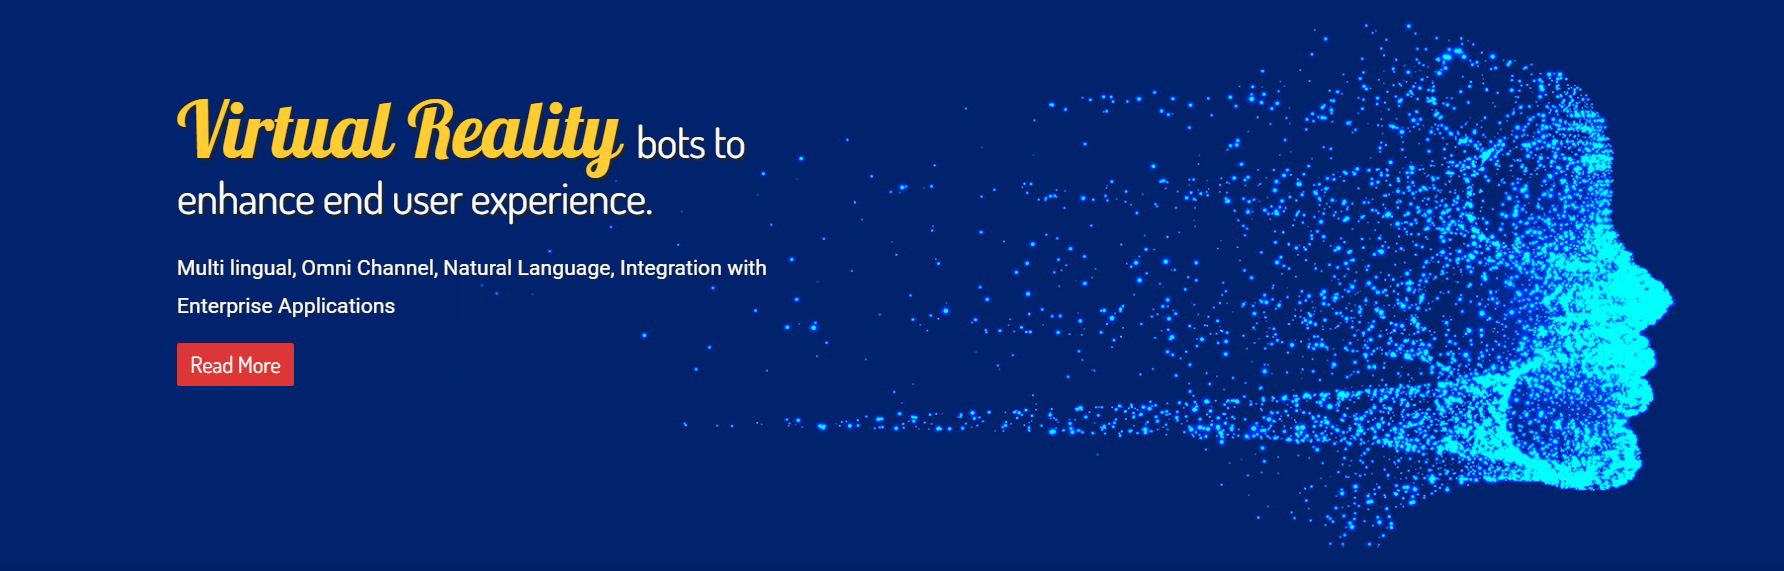 Virtual Reality bots to
enhance end user experience.
Multi lingual, Omni Channel, Natural Language, Integration with
Enterprise Applications
Read More